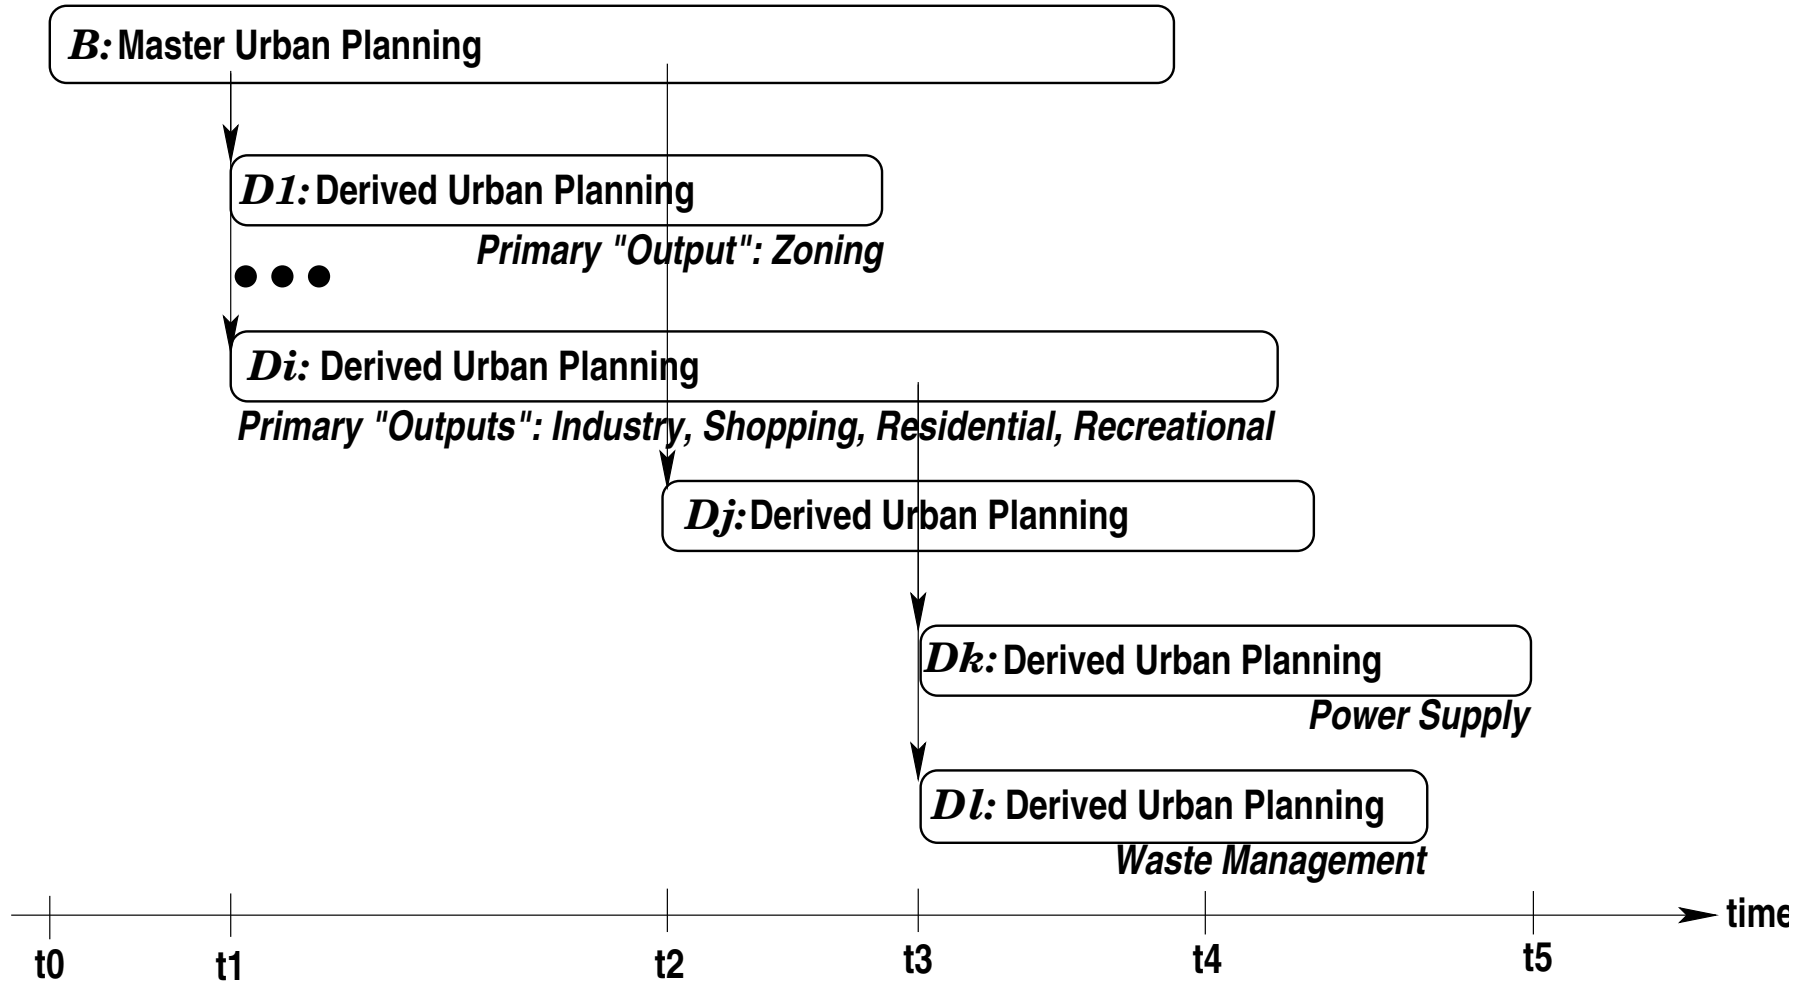 B: Master Urban Planning
D1: Derived Urban Planning
Primary "Output": Zoning
Di: Derived Urban Planning
Primary "Outputs": Industry, Shopping, Residential, Recreational
Dj: Derived Urban Planning
Dk: Derived Urban Planning
Power Supply
Dl: Derived Urban Planning
Waste Management
time
t0 t1 t2 t3 t4 t5